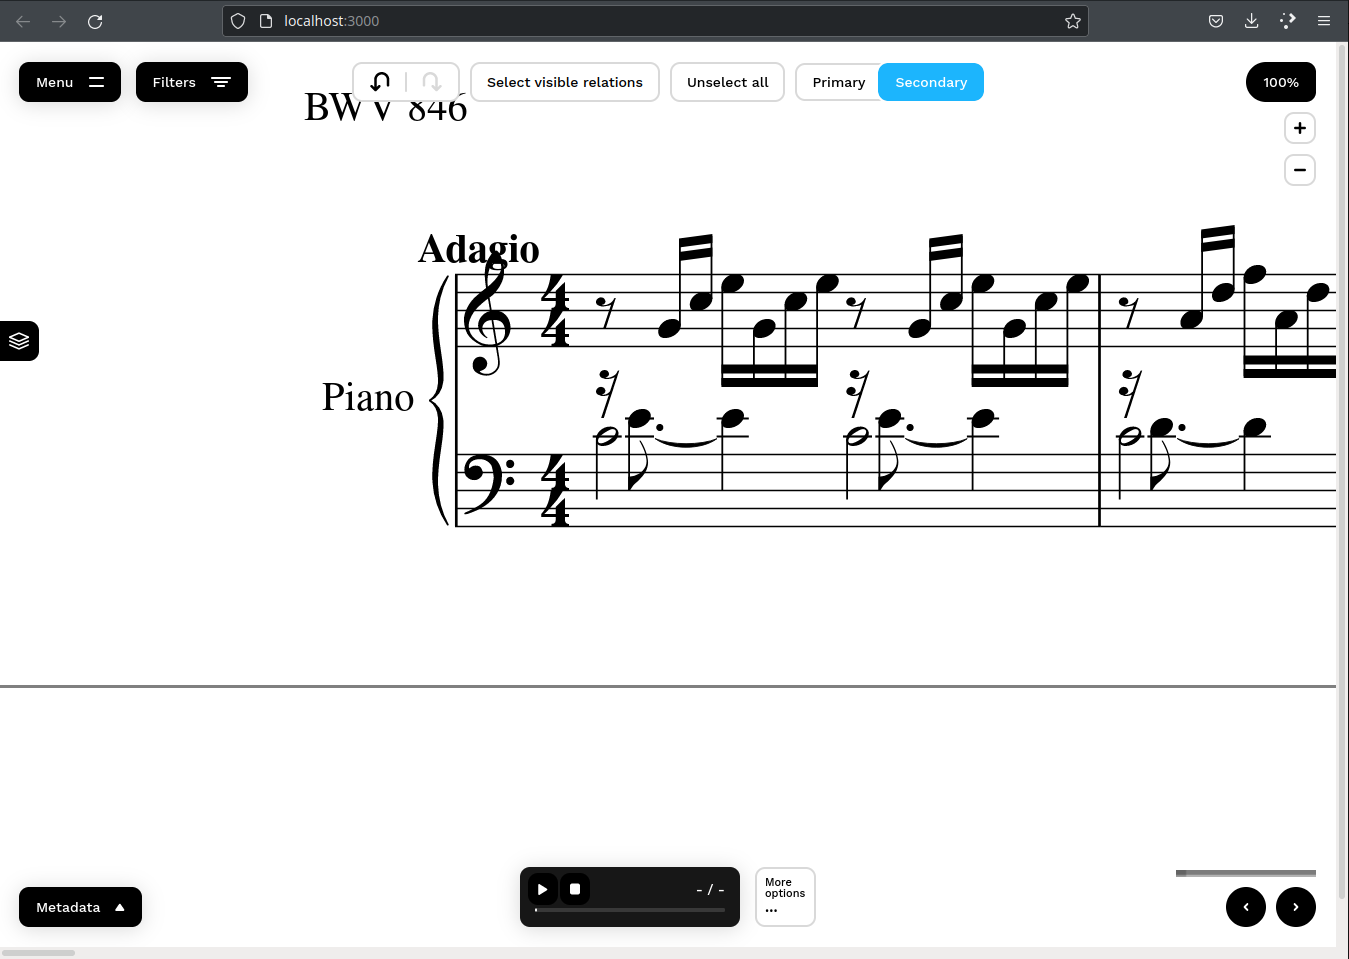 localhost:3000
Menu
Filters
Select visible relations
Unselect all
Primary
Secondary
100%
BWV 846
+
−
Adagio
Piano
Metadata
- / -
More
options
...